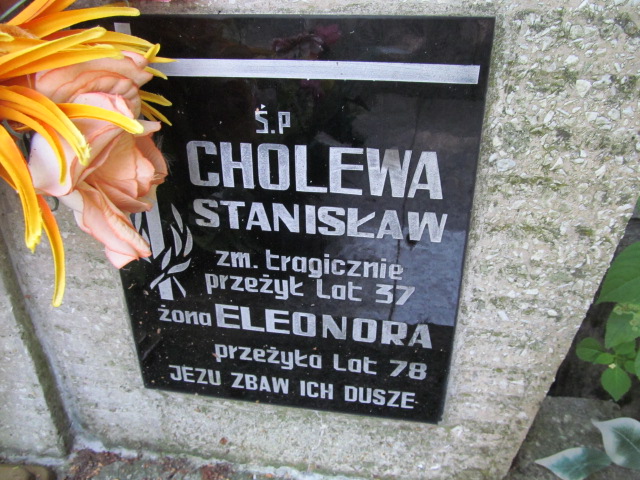 Ś.P
CHOLEWA
STANISŁAW
zm. tragicznie
przeżył lat 37
żona ELEONORA
przeżyła lat 78
JEZU ZBAW ICH DUSZE